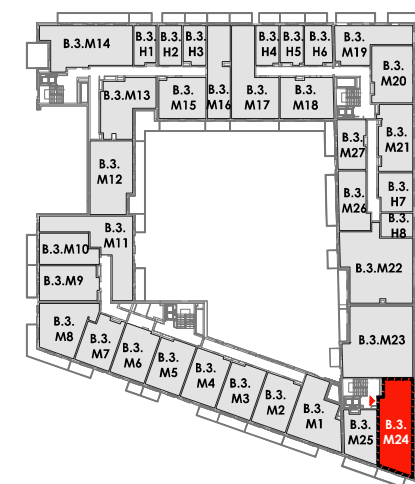 B.3.M14
B.3.
H1
B.3.
H2
B.3.
H3
B.3.
H4
B.3.
H5
B.3.
H6
B.3.
M19
B.3.
M20
B.3.M13
B.3.
M15
B.3.
M16
B.3.
M17
B.3.
M18
B.3.
M21
B.3.
M27
B.3.
M12
B.3.
H7
B.3.
M26
B.3.
H8
B.3.
M11
B.3.M10
B.3.M22
B.3.M9
B.3.
M8
B.3.
M7
B.3.
M6
B.3.
M5
B.3.
M4
B.3.
M3
B.3.
M2
B.3.
M1
B.3.M23
B.3.
M25
B.3.
M24